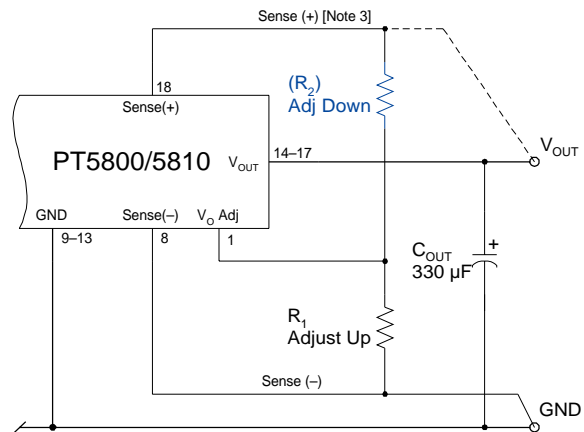 Sense (+) [Note 3]
18
(R2)
Adj Down
Sense(+)
PT5800/5810
VOUT
14–17
VOUT
GND
Sense(–)
VO Adj
9–13
8
1
COUT
+
330 µF
R1
Adjust Up
Sense (–)
GND